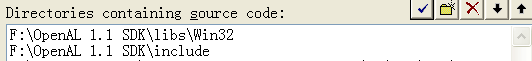 Directories containing source code:
F:\OpenAL 1.1 SDK\libs\Win32
F:\OpenAL 1.1 SDK\include